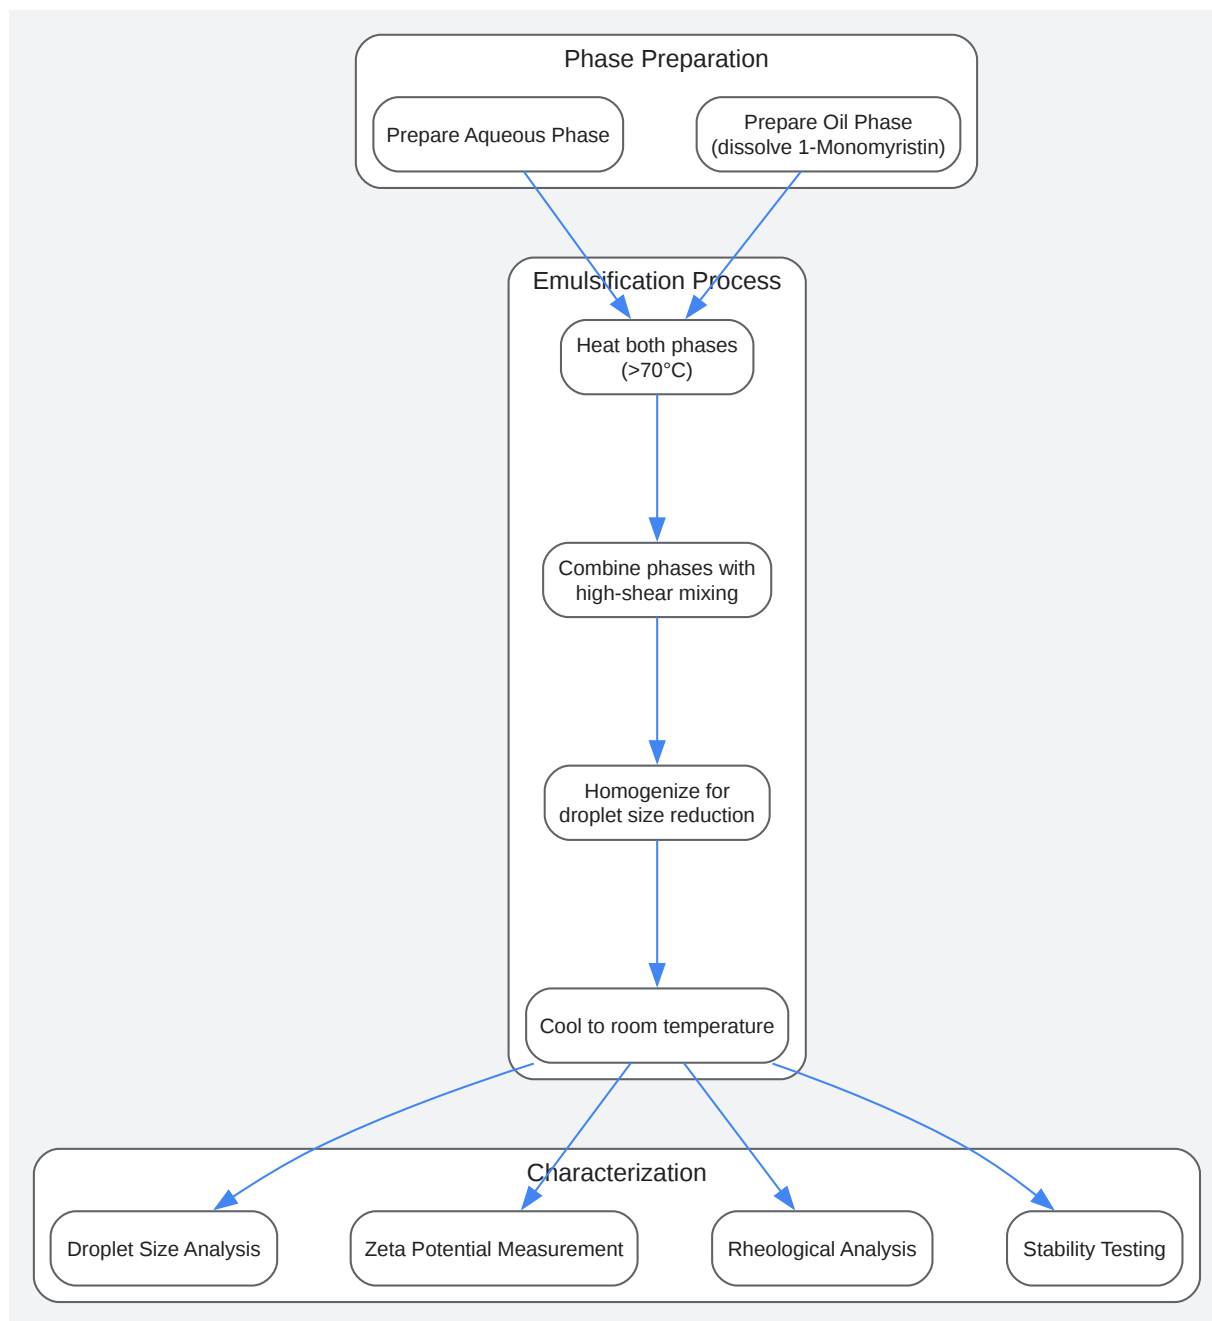 Phase Preparation
Prepare Aqueous Phase
Prepare Oil Phase
(dissolve 1-Monomyristin)
Emulsification Process
Heat both phases
(>70°C)
Combine phases with
high-shear mixing
Homogenize for
droplet size reduction
Cool to room temperature
Characterization
Droplet Size Analysis
Zeta Potential Measurement
Rheological Analysis
Stability Testing